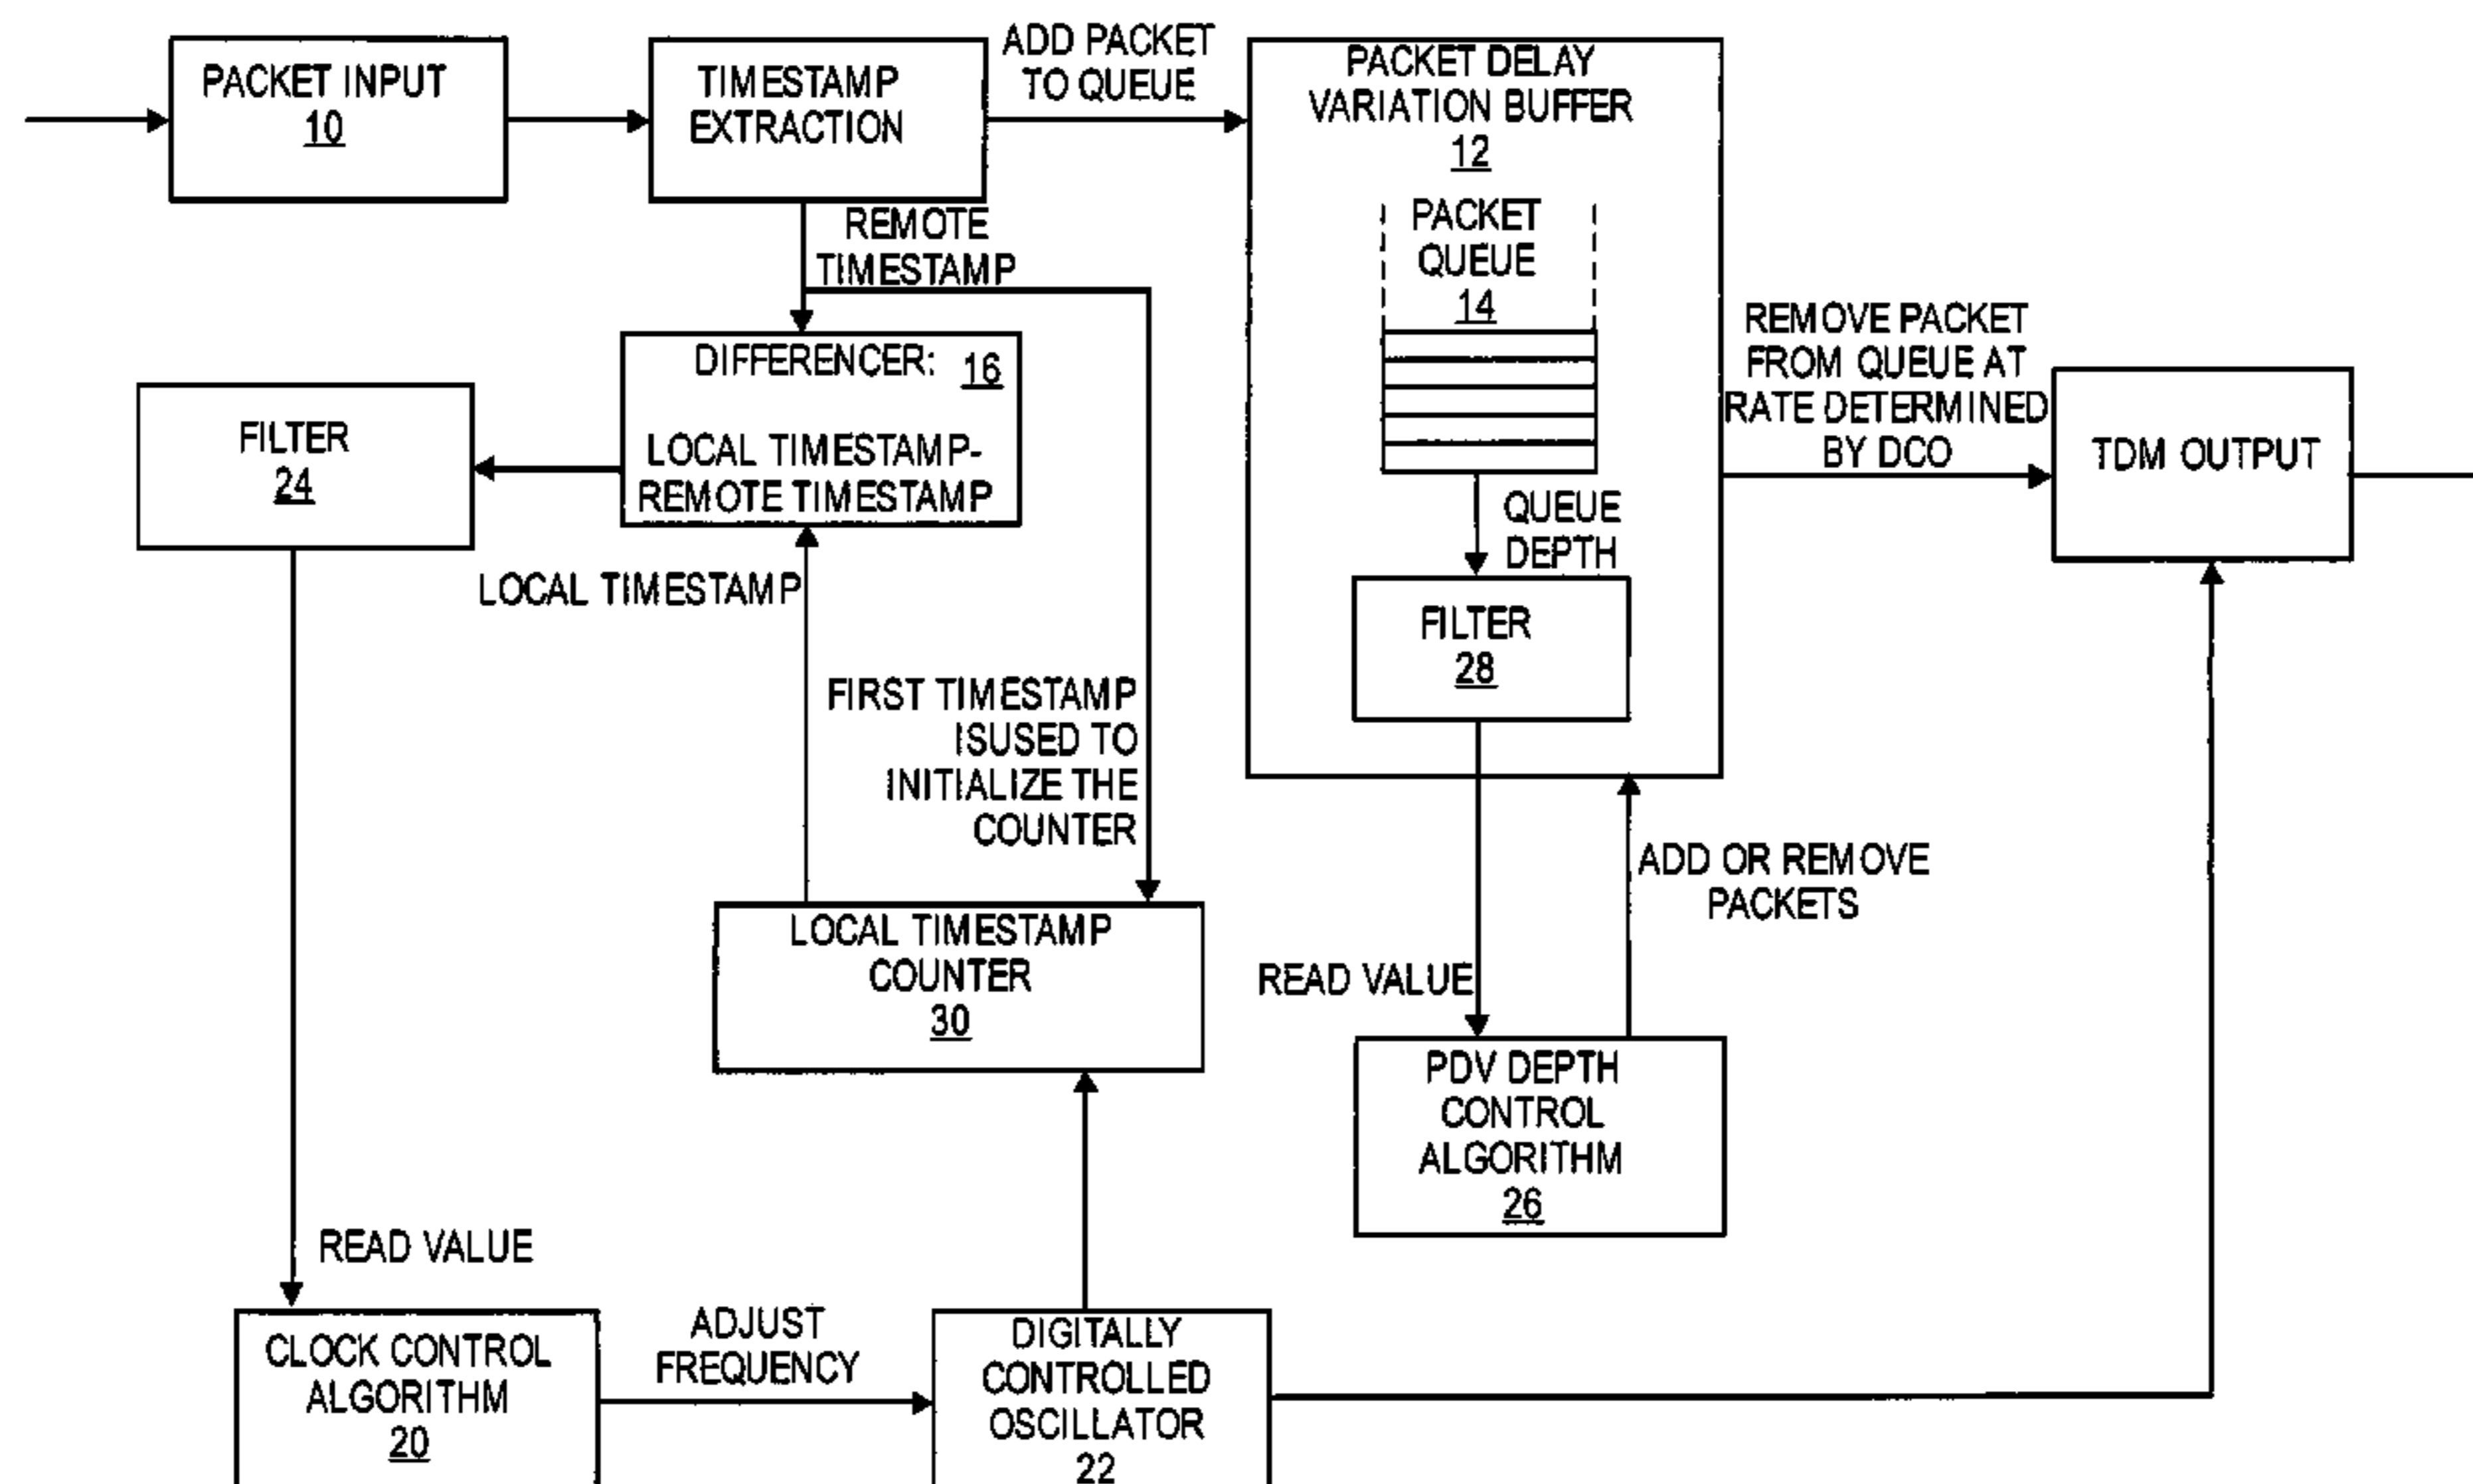 PACKET INPUT
10
TIMESTAMP
EXTRACTION
ADD PACKET
TO QUEUE
PACKET DELAY
VARIATION BUFFER
12
PACKET
QUEUE
14
REMOTE
TIMESTAMP
DIFFERENCER: 16
LOCAL TIMESTAMP-
REMOTE TIMESTAMP
FILTER
24
REMOVE PACKET
FROM QUEUE AT
RATE DETERMINED
BY DCO
TDM OUTPUT
QUEUE
DEPTH
FILTER
28
LOCAL TIMESTAMP
FIRST TIMESTAMP
ISUSED TO
INITIALIZE THE
COUNTER
LOCAL TIMESTAMP
COUNTER
30
ADD OR REMOVE
PACKETS
READ VALUE
PDV DEPTH
CONTROL
ALGORITHM
26
READ VALUE
CLOCK CONTROL
ALGORITHM
20
ADJUST
FREQUENCY
DIGITALLY
CONTROLLED
OSCILLATOR
22